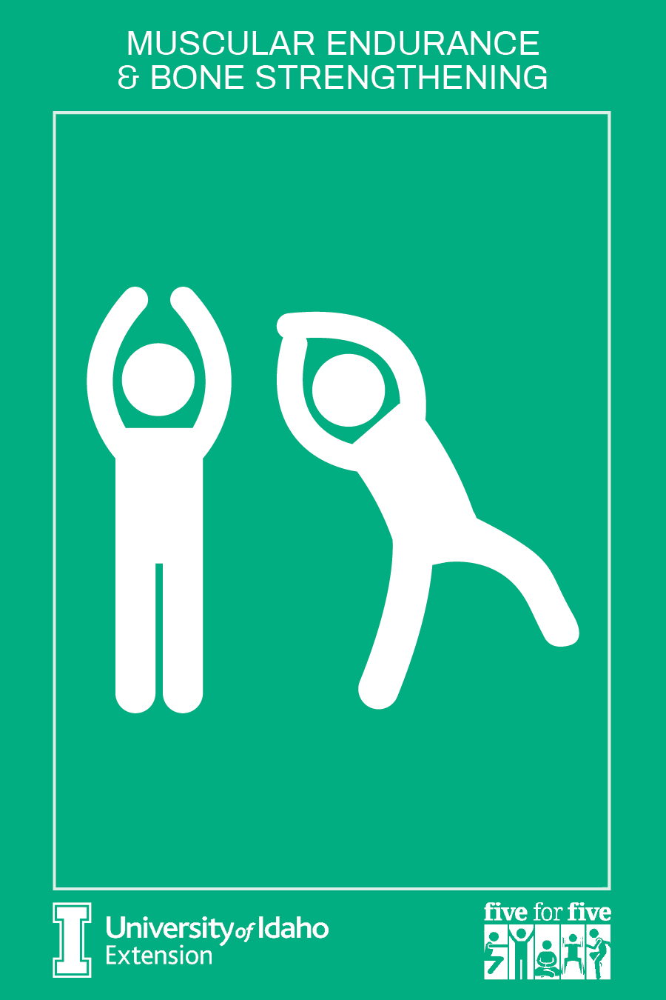 MUSCULAR ENDURANCE
& BONE STRENGTHENING
I
University of Idaho
Extension
five for five